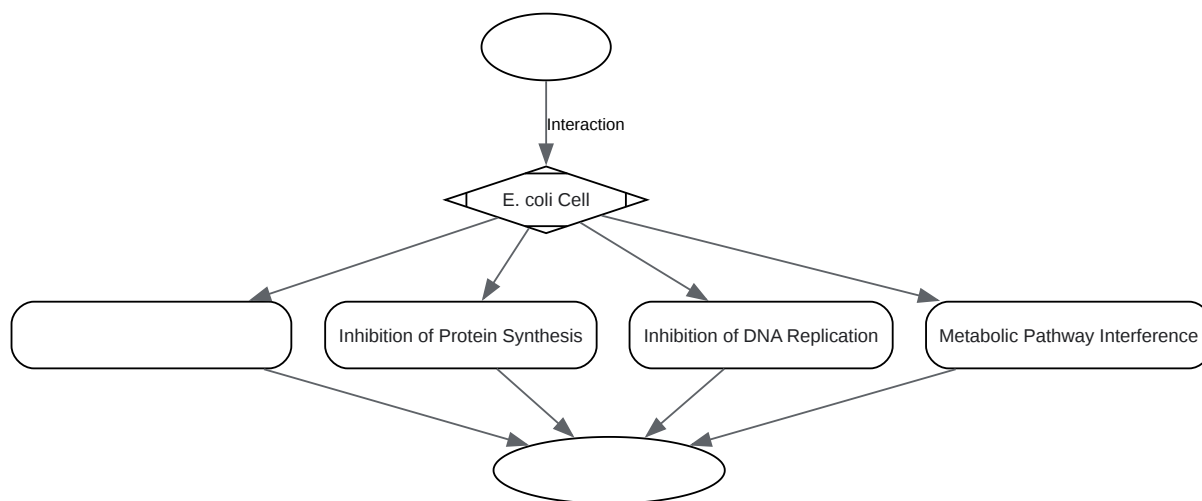 Interaction
E. coli Cell
Inhibition of Protein Synthesis
Inhibition of DNA Replication
Metabolic Pathway Interference